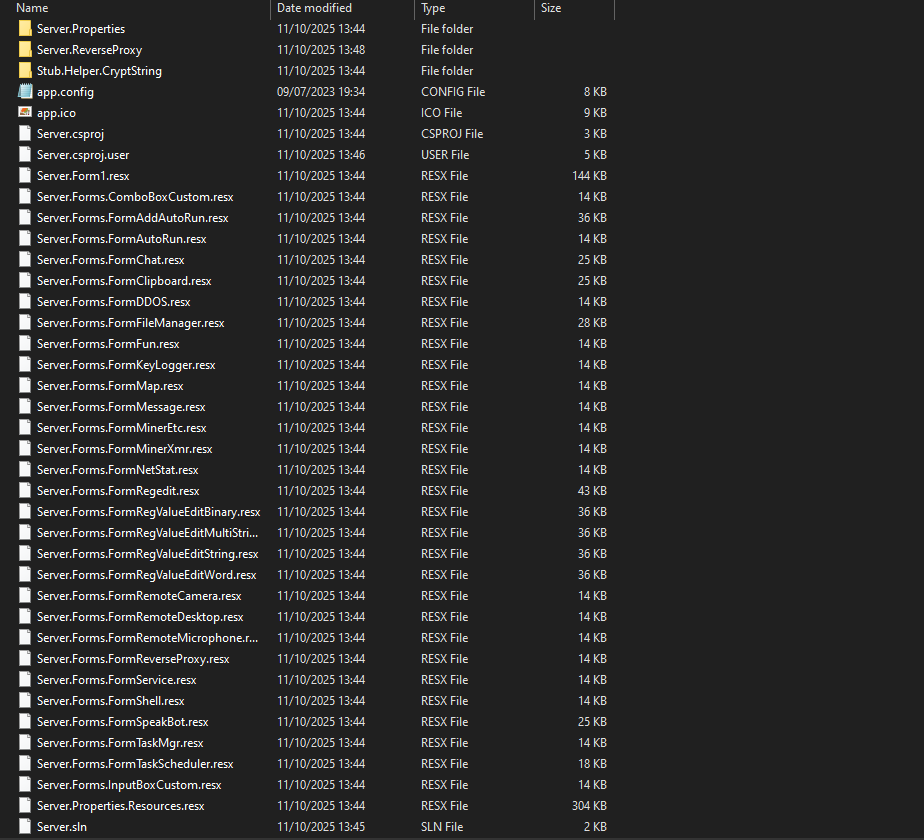 Name Date modified Type Size
Server.Properties 11/10/2025 13:44 File folder
Server.ReverseProxy 11/10/2025 13:48 File folder
Stub.Helper.CryptString 11/10/2025 13:44 File folder
app.config 09/07/2023 19:34 CONFIG File 8 KB
app.ico 11/10/2025 13:44 ICO File 9 KB
Server.csproj 11/10/2025 13:44 CSPROJ File 3 KB
Server.csproj.user 11/10/2025 13:46 USER File 5 KB
Server.Form1.resx 11/10/2025 13:44 RESX File 144 KB
Server.Forms.ComboBoxCustom.resx 11/10/2025 13:44 RESX File 14 KB
Server.Forms.FormAddAutoRun.resx 11/10/2025 13:44 RESX File 36 KB
Server.Forms.FormAutoRun.resx 11/10/2025 13:44 RESX File 14 KB
Server.Forms.FormChat.resx 11/10/2025 13:44 RESX File 25 KB
Server.Forms.FormClipboard.resx 11/10/2025 13:44 RESX File 25 KB
Server.Forms.FormDDOS.resx 11/10/2025 13:44 RESX File 14 KB
Server.Forms.FormFileManager.resx 11/10/2025 13:44 RESX File 28 KB
Server.Forms.FormFun.resx 11/10/2025 13:44 RESX File 14 KB
Server.Forms.FormKeyLogger.resx 11/10/2025 13:44 RESX File 14 KB
Server.Forms.FormMap.resx 11/10/2025 13:44 RESX File 14 KB
Server.Forms.FormMessage.resx 11/10/2025 13:44 RESX File 14 KB
Server.Forms.FormMinerEtc.resx 11/10/2025 13:44 RESX File 14 KB
Server.Forms.FormMinerXmr.resx 11/10/2025 13:44 RESX File 14 KB
Server.Forms.FormNetStat.resx 11/10/2025 13:44 RESX File 14 KB
Server.Forms.FormRegedit.resx 11/10/2025 13:44 RESX File 43 KB
Server.Forms.FormRegValueEditBinary.resx 11/10/2025 13:44 RESX File 36 KB
Server.Forms.FormRegValueEditMultiStri... 11/10/2025 13:44 RESX File 36 KB
Server.Forms.FormRegValueEditString.resx 11/10/2025 13:44 RESX File 36 KB
Server.Forms.FormRegValueEditWord.resx 11/10/2025 13:44 RESX File 36 KB
Server.Forms.FormRemoteCamera.resx 11/10/2025 13:44 RESX File 14 KB
Server.Forms.FormRemoteDesktop.resx 11/10/2025 13:44 RESX File 14 KB
Server.Forms.FormRemoteMicrophone.r... 11/10/2025 13:44 RESX File 14 KB
Server.Forms.FormReverseProxy.resx 11/10/2025 13:44 RESX File 14 KB
Server.Forms.FormService.resx 11/10/2025 13:44 RESX File 14 KB
Server.Forms.FormShell.resx 11/10/2025 13:44 RESX File 14 KB
Server.Forms.FormSpeakBot.resx 11/10/2025 13:44 RESX File 25 KB
Server.Forms.FormTaskMgr.resx 11/10/2025 13:44 RESX File 14 KB
Server.Forms.FormTaskScheduler.resx 11/10/2025 13:44 RESX File 18 KB
Server.Forms.InputBoxCustom.resx 11/10/2025 13:44 RESX File 14 KB
Server.Properties.Resources.resx 11/10/2025 13:44 RESX File 304 KB
Server.sln 11/10/2025 13:45 SLN File 2 KB